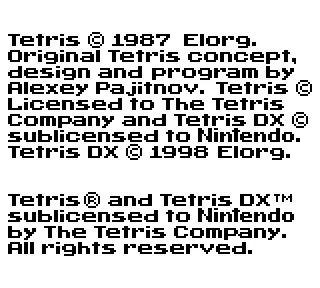 Tetris © 1987 Elorg.
Original Tetris concept,
design and program by
Alexey Pajitnov. Tetris ©
Licensed to The Tetris
Company and Tetris DX ©
sublicensed to Nintendo.
Tetris DX © 1998 Elorg.
Tetris® and Tetris DX™
sublicensed to Nintendo
by The Tetris Company.
All rights reserved.